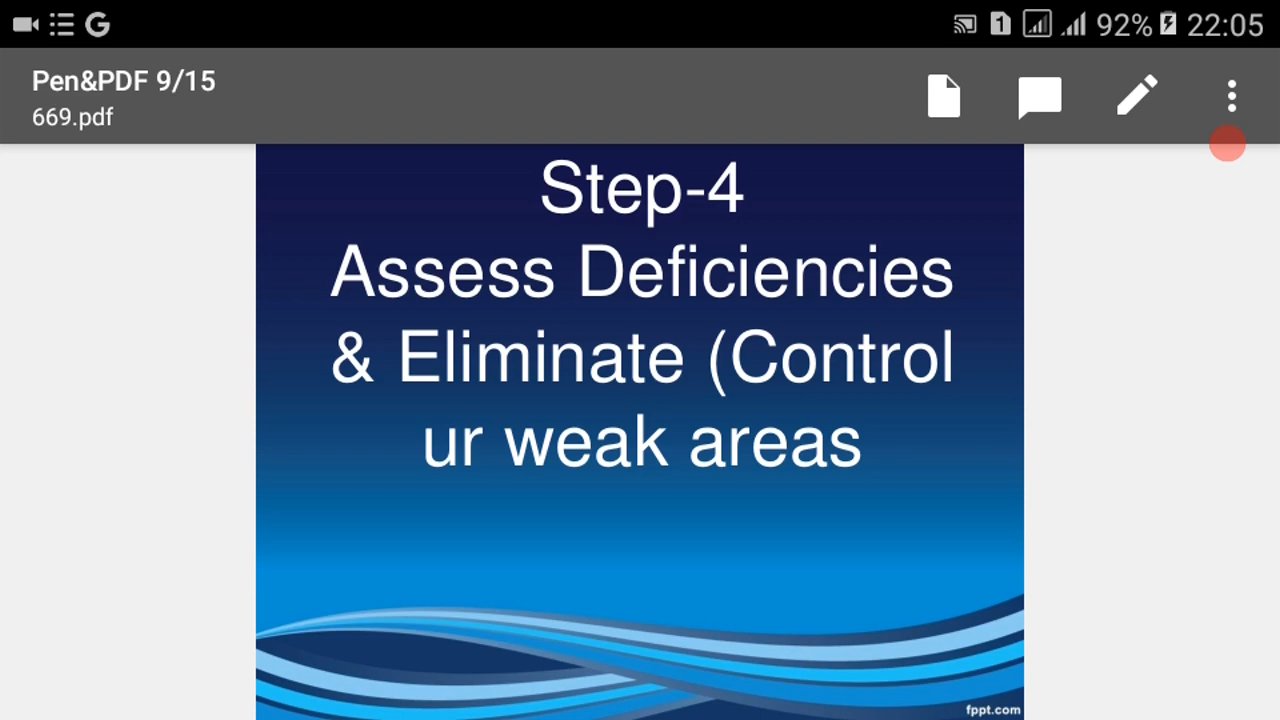 92% 22:05
Pen&PDF 9/15
669.pdf
Step-4
Assess Deficiencies
& Eliminate (Control
ur weak areas
fppt.com